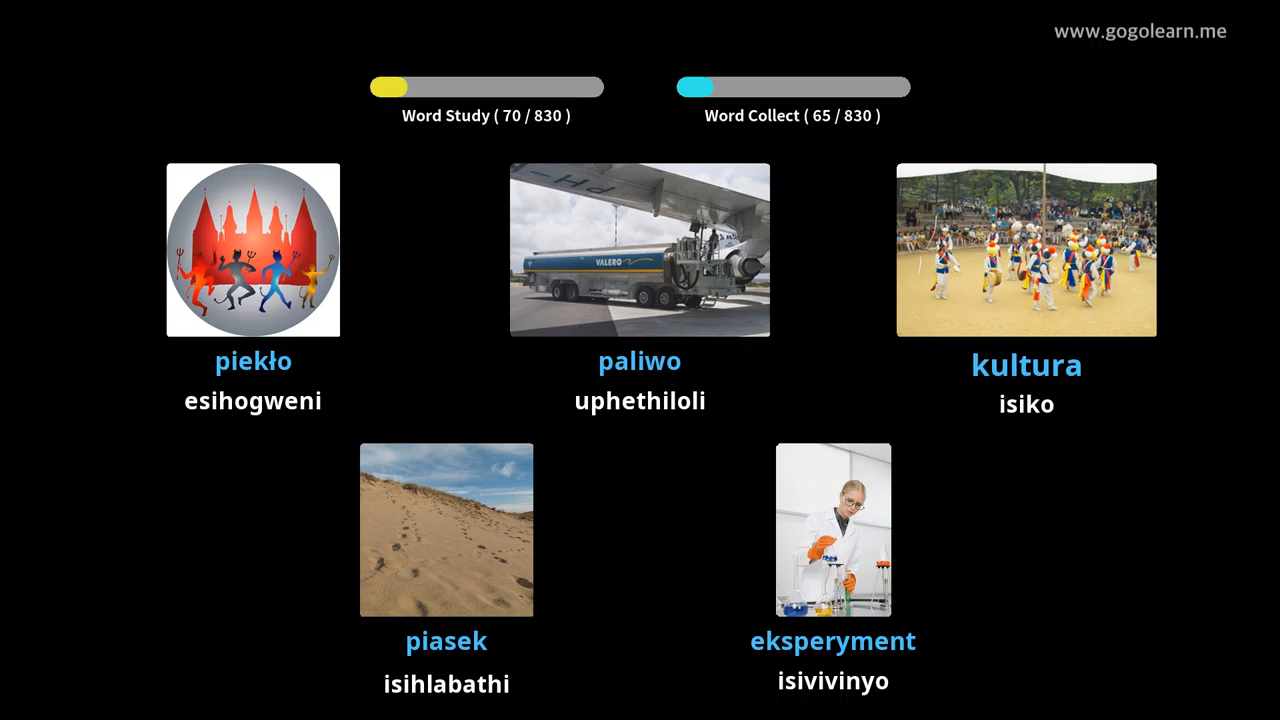 www.gogolearn.me
Word Study ( 70 / 830 )
Word Collect ( 65 / 830 )
VALERO
piekło
paliwo
kultura
esihogweni
uphethiloli
isiko
piasek
eksperyment
isihlabathi
isivivinyo